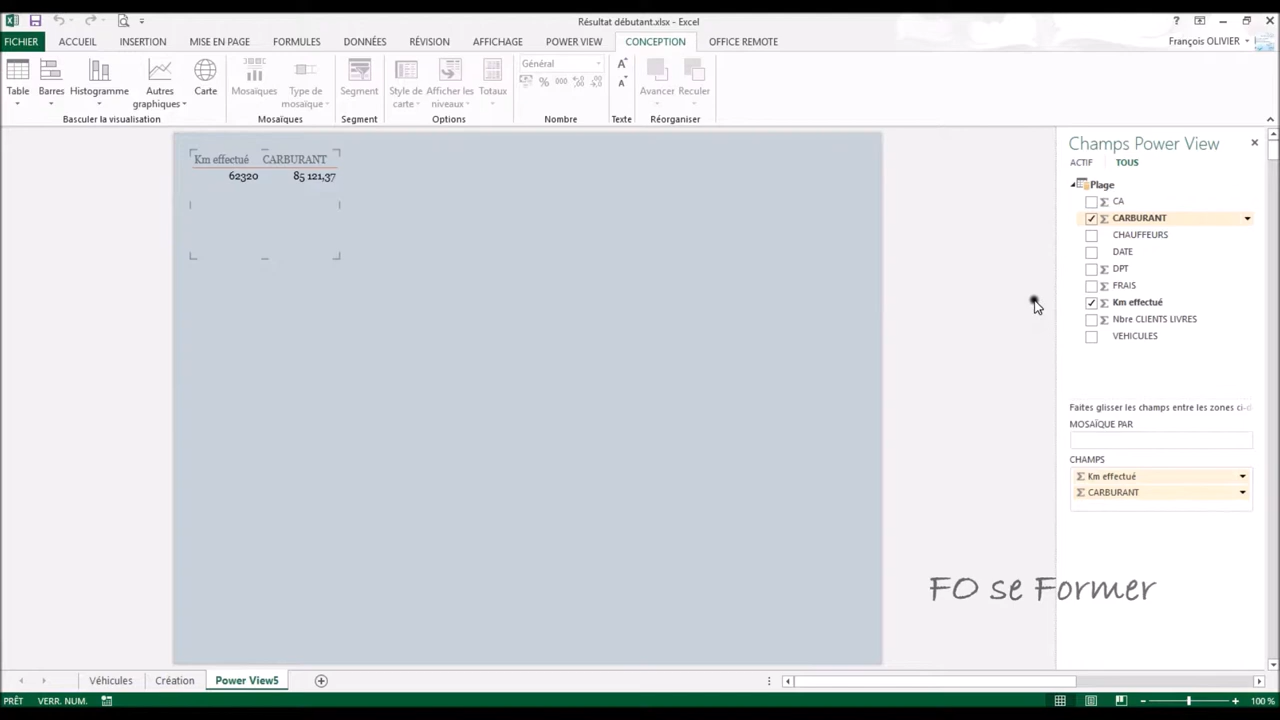 Résultat débutant.xlsx - Excel
FICHIER ACCUEIL INSERTION MISE EN PAGE FORMULES DONNÉES RÉVISION AFFICHAGE POWER VIEW CONCEPTION OFFICE REMOTE François OLIVIER
Table Barres Histogramme Autres graphiques Carte
Basculer la visualisation
Mosaïques Type de mosaïque
Mosaïques
Segment
Segment
Style de carte Afficher les niveaux Totaux
Options
Général
Nombre
Texte
Avancer Reculer
Réorganiser
Km effectué CARBURANT
62320 85 121,37
Champs Power View
ACTIF TOUS
Plage
CA
CARBURANT
CHAUFFEURS
DATE
DPT
FRAIS
Km effectué
Nbre CLIENTS LIVRES
VEHICULES
Faites glisser les champs entre les zones ci-d
MOSAÏQUE PAR
CHAMPS
Km effectué
CARBURANT
FO se Former
Véhicules Création Power View5
PRÊT VERR. NUM. 100 %